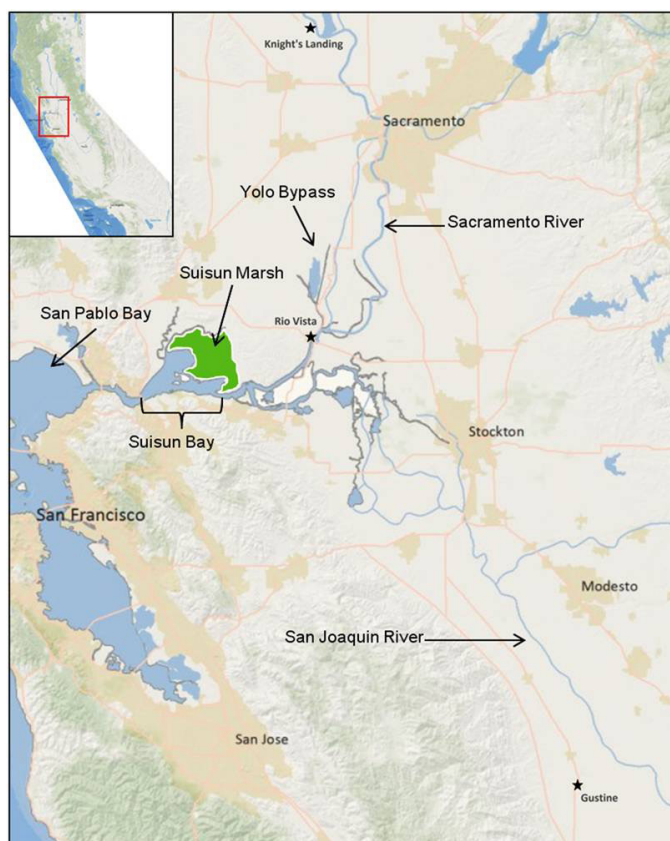 Knight's Landing
Sacramento
Yolo Bypass
Sacramento River
Suisun Marsh
San Pablo Bay
Rio Vista
Suisun Bay
Stockton
San Francisco
Modesto
San Joaquin River
San Jose
Gustine